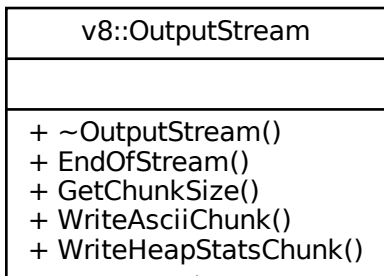 v8::OutputStream
+ ~OutputStream()
+ EndOfStream()
+ GetChunkSize()
+ WriteAsciiChunk()
+ WriteHeapStatsChunk()